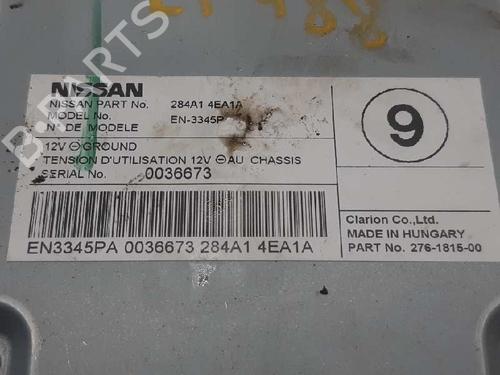 NISSAN
NISSAN PART No. 284A1 4EA1A
MODEL No. EN-3345P
N° DE MODELE
12V ⊖ GROUND
TENSION D'UTILISATION 12V ⊖ AU CHASSIS
SERIAL No. 0036673
EN3345PA 0036673 284A1 4EA1A
9
Clarion Co.,Ltd.
MADE IN HUNGARY
PART No. 276-1815-00
B-PARTS